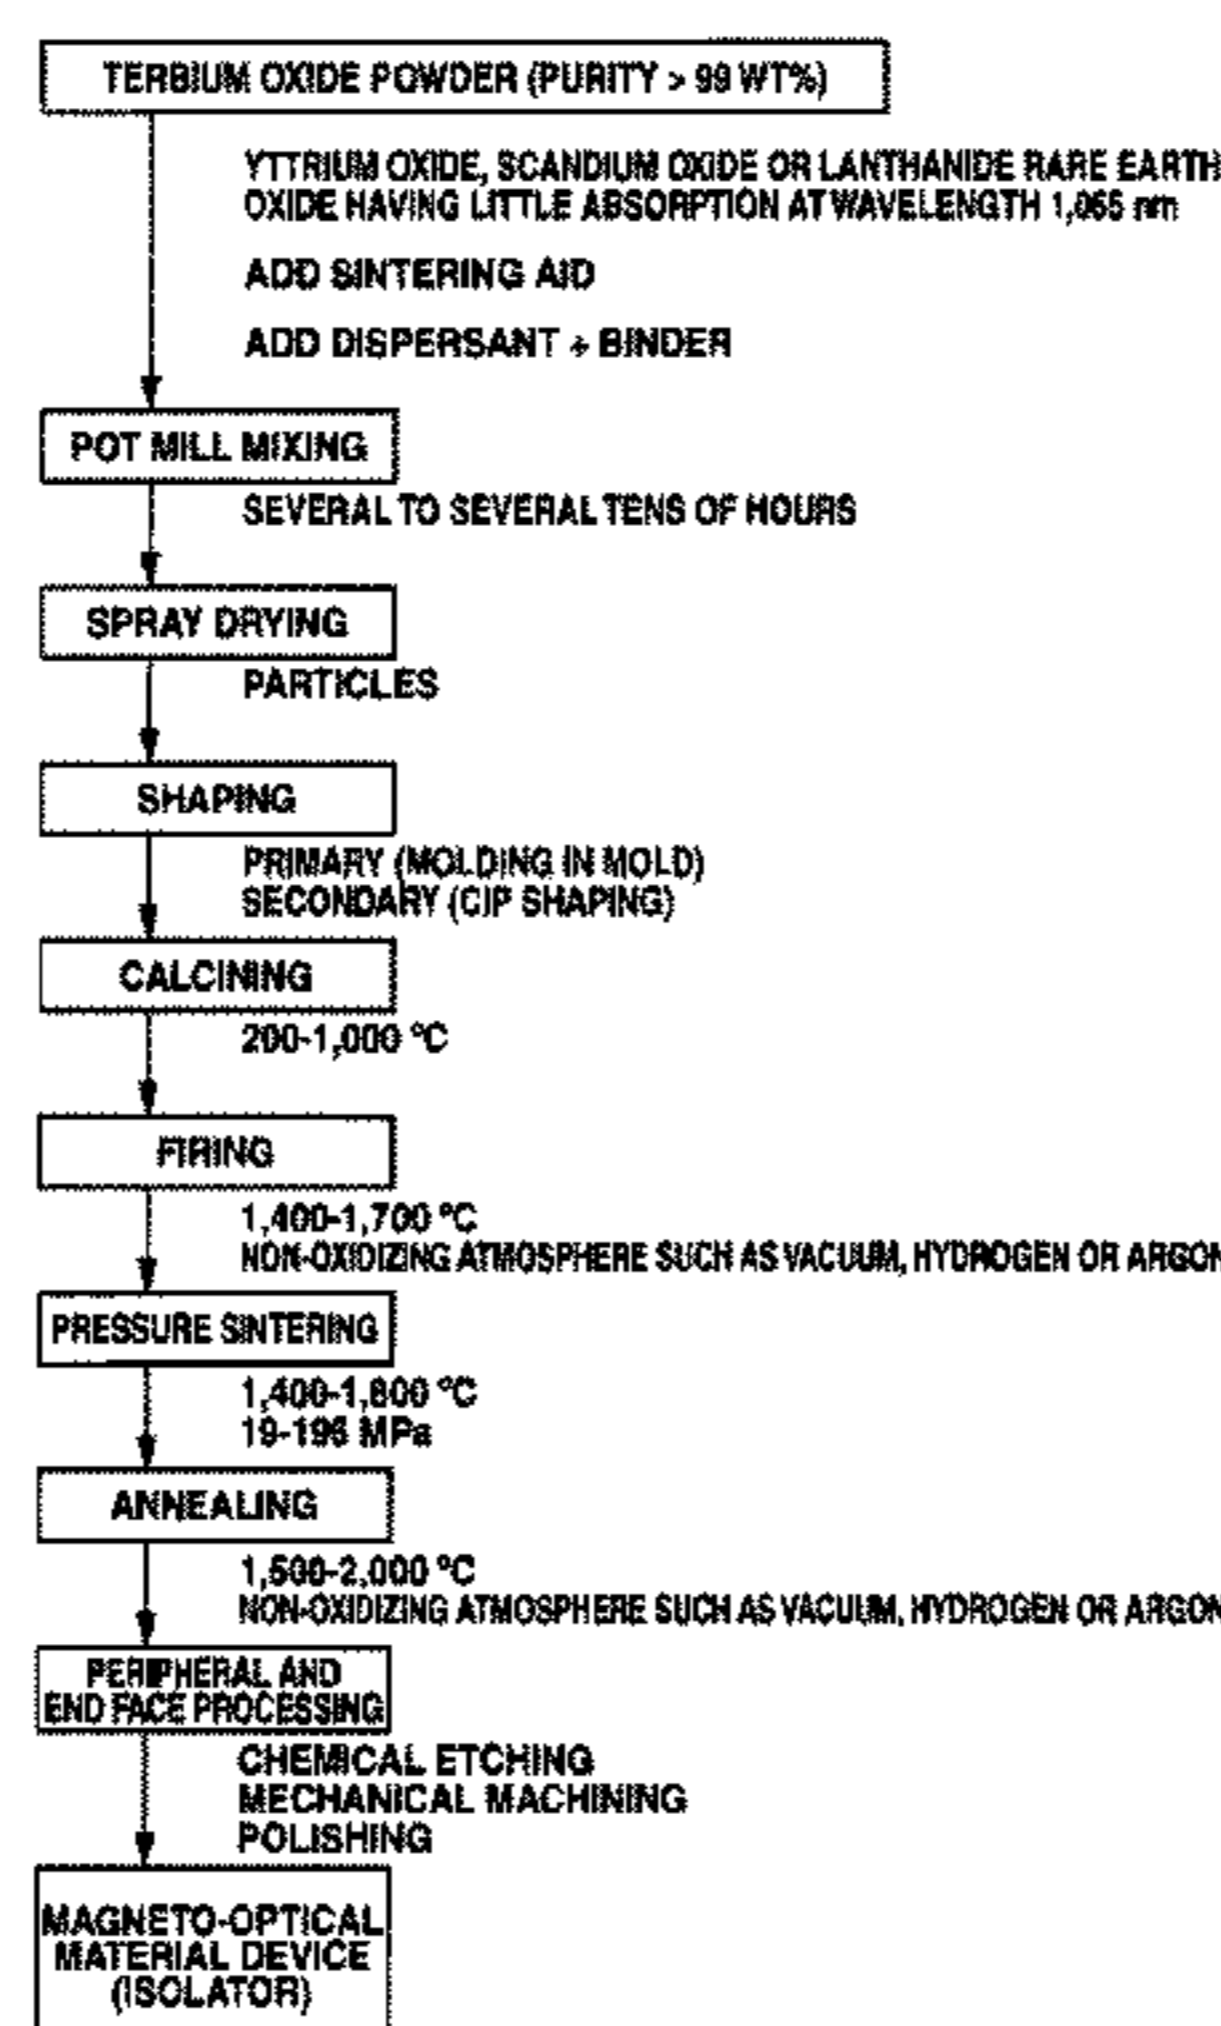 TERBIUM OXIDE POWDER (PURITY > 99 WT%)
YTTRIUM OXIDE, SCANDIUM OXIDE OR LANTHANIDE RARE EARTH
OXIDE HAVING LITTLE ABSORPTION AT WAVELENGTH 1,065 nm
ADD SINTERING AID
ADD DISPERSANT + BINDER
POT MILL MIXING
SEVERAL TO SEVERAL TENS OF HOURS
SPRAY DRYING
PARTICLES
SHAPING
PRIMARY (MOLDING IN MOLD)
SECONDARY (CIP SHAPING)
CALCINING
200-1,000 °C
FIRING
1,400-1,700 °C
NON-OXIDIZING ATMOSPHERE SUCH AS VACUUM, HYDROGEN OR ARGON
PRESSURE SINTERING
1,400-1,800 °C
19-196 MPa
ANNEALING
1,500-2,000 °C
NON-OXIDIZING ATMOSPHERE SUCH AS VACUUM, HYDROGEN OR ARGON
PERIPHERAL AND
END FACE PROCESSING
CHEMICAL ETCHING
MECHANICAL MACHINING
POLISHING
MAGNETO-OPTICAL
MATERIAL DEVICE
(ISOLATOR)